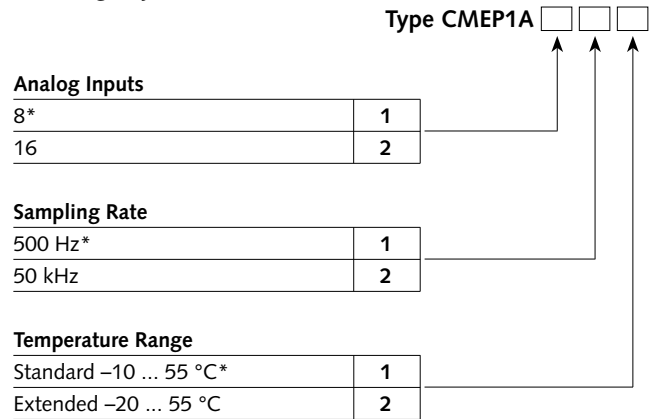 Type CMEP1A
Analog Inputs
8* 1
16 2
Sampling Rate
500 Hz* 1
50 kHz 2
Temperature Range
Standard –10 ... 55 °C* 1
Extended –20 ... 55 °C 2